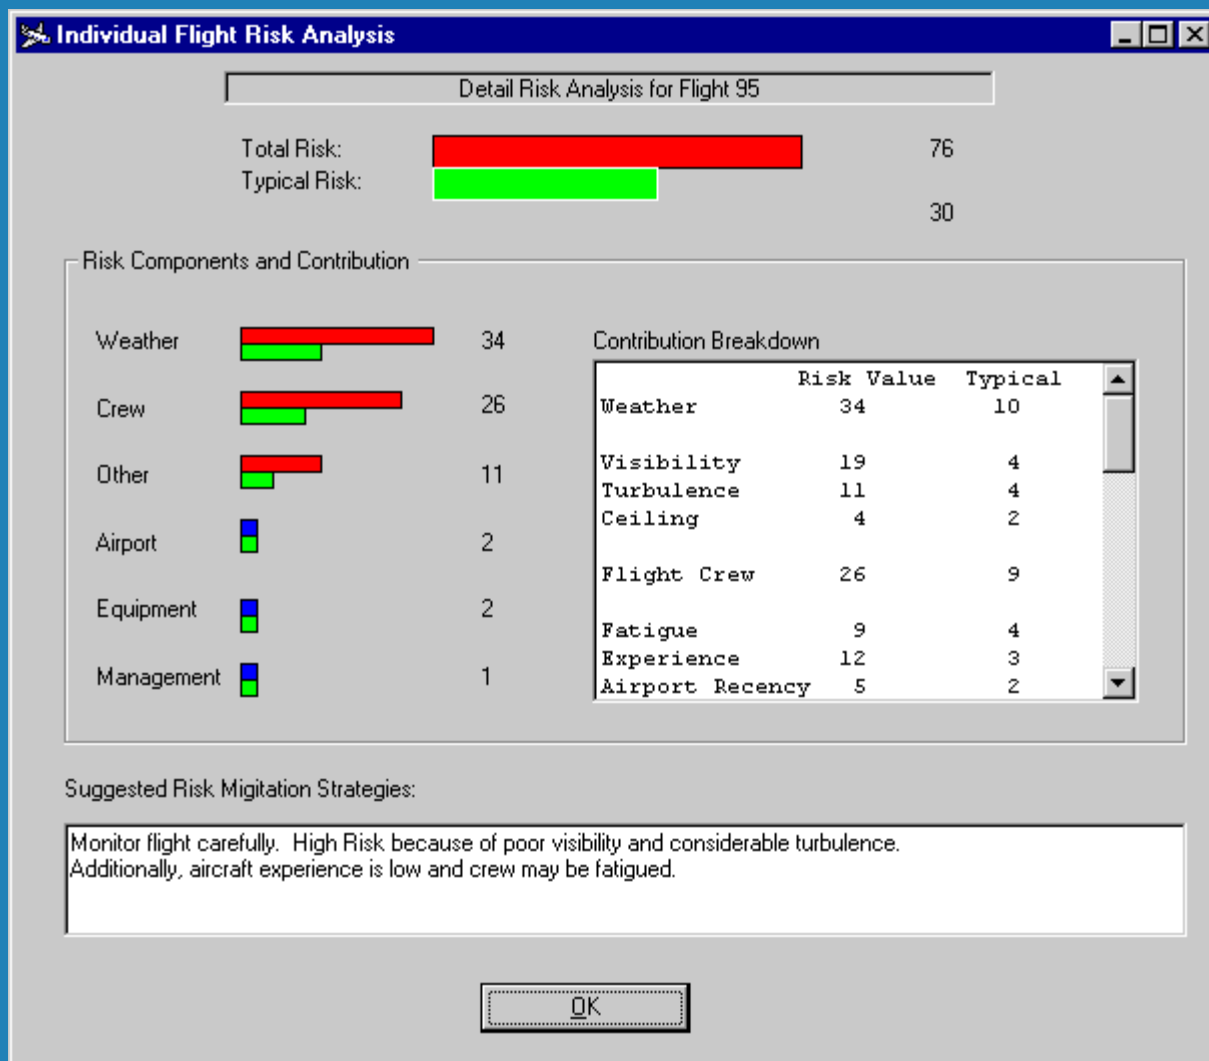 Individual Flight Risk Analysis
Detail Risk Analysis for Flight 95
Total Risk: 76
Typical Risk:
30
Risk Components and Contribution
Weather 34
Crew 26
Other 11
Airport 2
Equipment 2
Management 1
Contribution Breakdown
Risk Value Typical
Weather 34 10
Visibility 19 4
Turbulence 11 4
Ceiling 4 2
Flight Crew 26 9
Fatigue 9 4
Experience 12 3
Airport Recency 5 2
Suggested Risk Migitation Strategies:
Monitor flight carefully. High Risk because of poor visibility and considerable turbulence.
Additionally, aircraft experience is low and crew may be fatigued.
OK